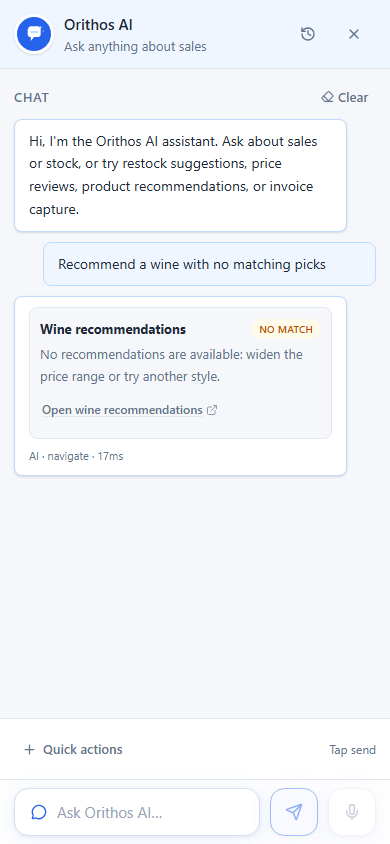 Orithos AI
Ask anything about sales
CHAT
Clear
Hi, I'm the Orithos AI assistant. Ask about sales
or stock, or try restock suggestions, price
reviews, product recommendations, or invoice
capture.
Recommend a wine with no matching picks
Wine recommendations
NO MATCH
No recommendations are available: widen the
price range or try another style.
Open wine recommendations
AI · navigate · 17ms
Quick actions
Tap send
Ask Orithos AI...